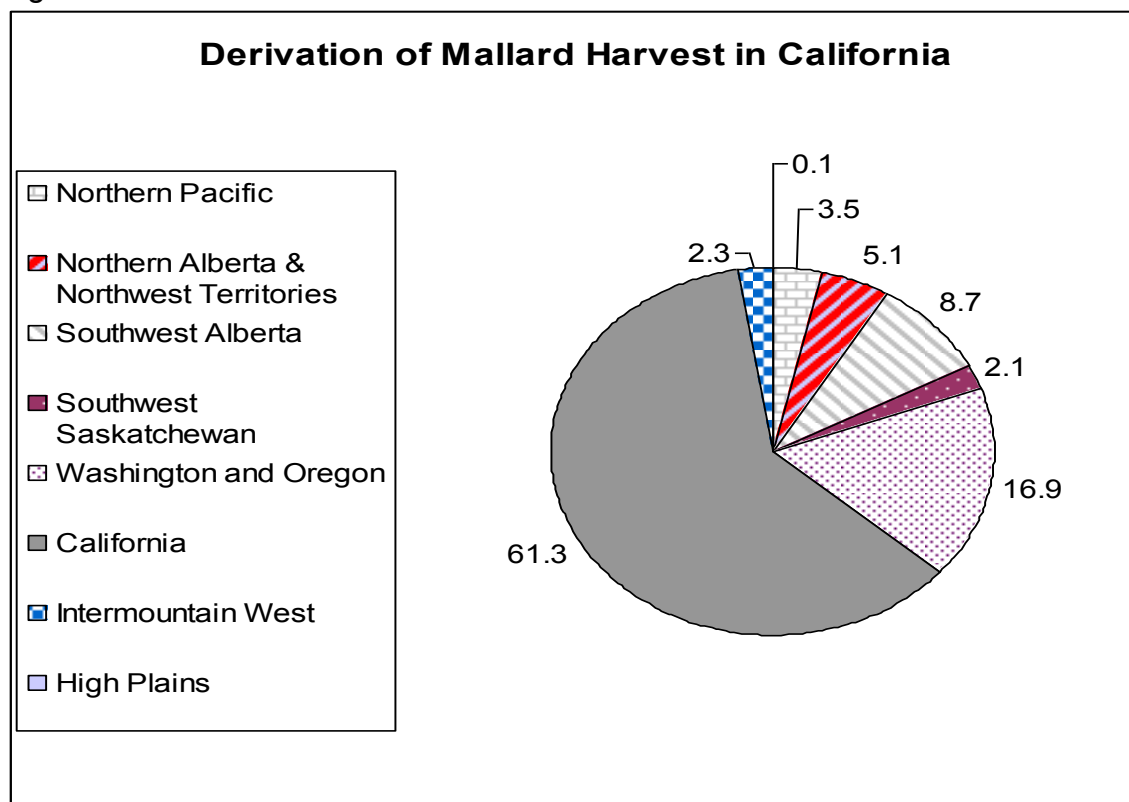 Derivation of Mallard Harvest in California
Northern Pacific
Northern Alberta &
Northwest Territories
Southwest Alberta
Southwest
Saskatchewan
Washington and Oregon
California
Intermountain West
High Plains
0.1
3.5
5.1
8.7
2.1
16.9
61.3
2.3